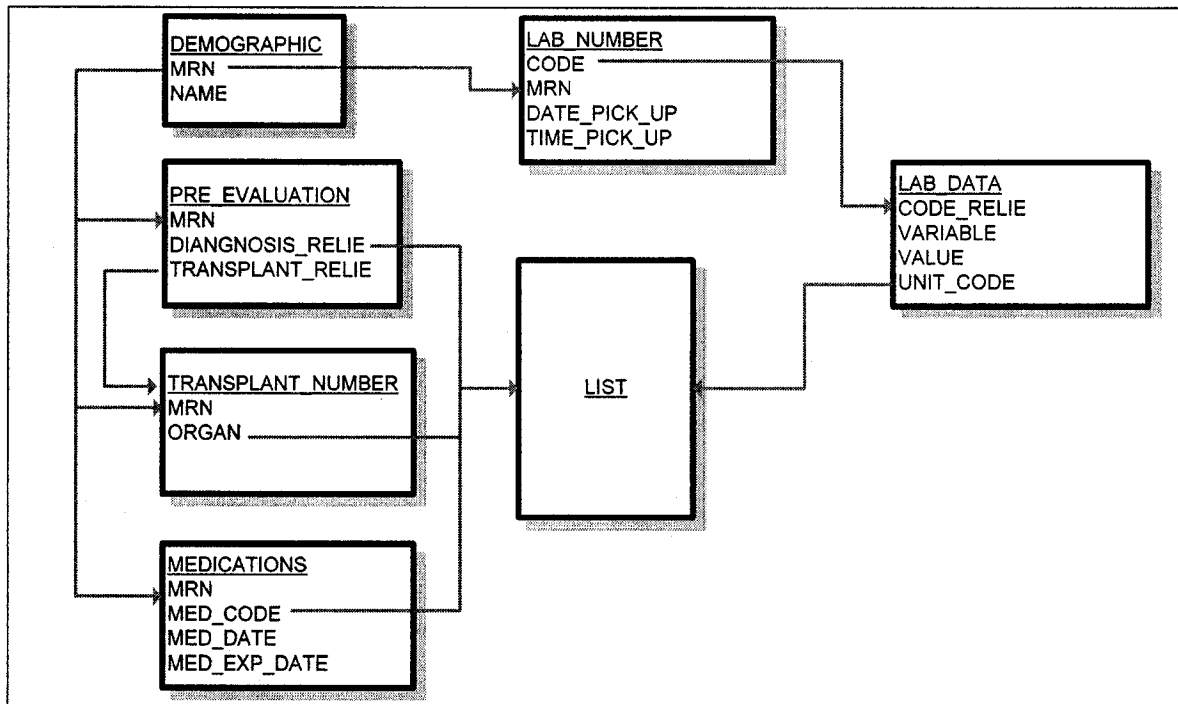 DEMOGRAPHIC
MRN
NAME
LAB_NUMBER
CODE
MRN
DATE_PICK_UP
TIME_PICK_UP
PRE_EVALUATION
MRN
DIANGNOSIS_RELIE
TRANSPLANT_RELIE
LAB_DATA
CODE_RELIE
VARIABLE
VALUE
UNIT_CODE
TRANSPLANT_NUMBER
MRN
ORGAN
LIST
MEDICATIONS
MRN
MED_CODE
MED_DATE
MED_EXP_DATE